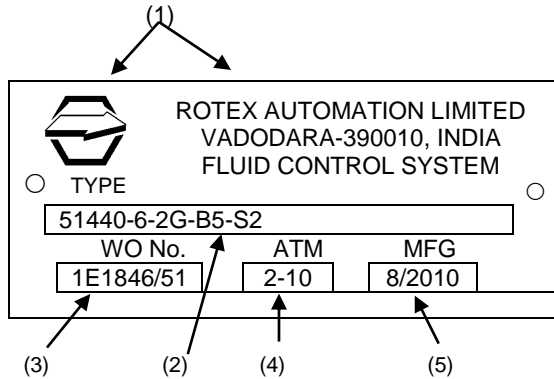 (1)
ROTEX AUTOMATION LIMITED
VADODARA-390010, INDIA
FLUID CONTROL SYSTEM
TYPE
51440-6-2G-B5-S2
WO No. ATM MFG
1E1846/51 2-10 8/2010
(3) (2) (4) (5)